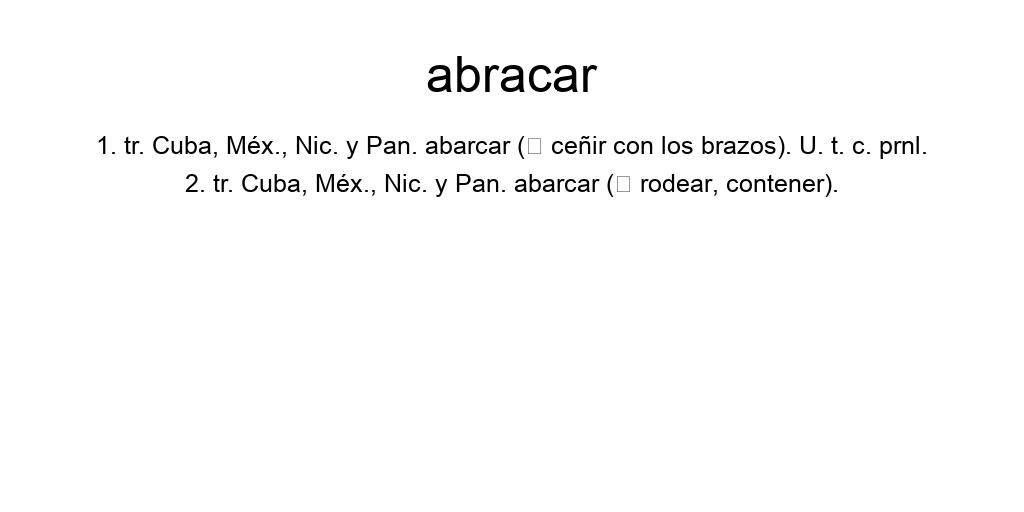 abracar
1. tr. Cuba, Méx., Nic. y Pan. abarcar (□ ceñir con los brazos). U. t. c. prnl.
2. tr. Cuba, Méx., Nic. y Pan. abarcar (□ rodear, contener).